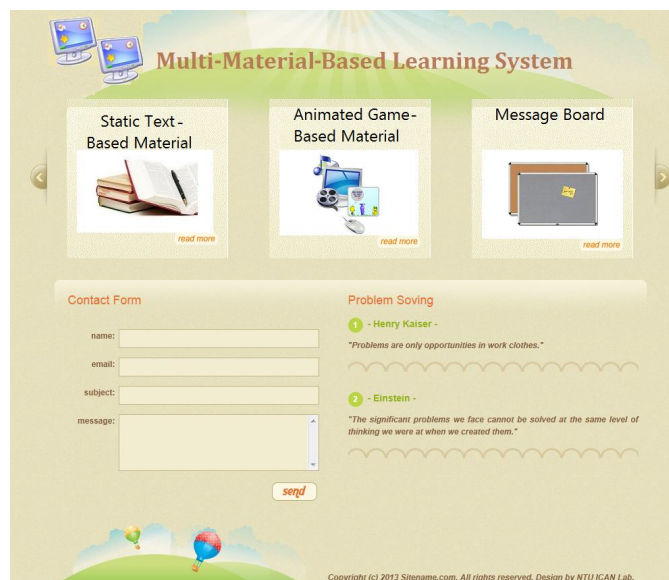 Multi-Material-Based Learning System
Static Text-
Based Material
read more
Animated Game-
Based Material
read more
Message Board
read more
Contact Form
name:
email:
subject:
message:
send
Problem Soving
1 - Henry Kaiser -
"Problems are only opportunities in work clothes."
2 - Einstein -
"The significant problems we face cannot be solved at the same level of
thinking we were at when we created them."
Copyright (c) 2013 Sitename.com. All rights reserved. Design by NTU ICAN Lab.